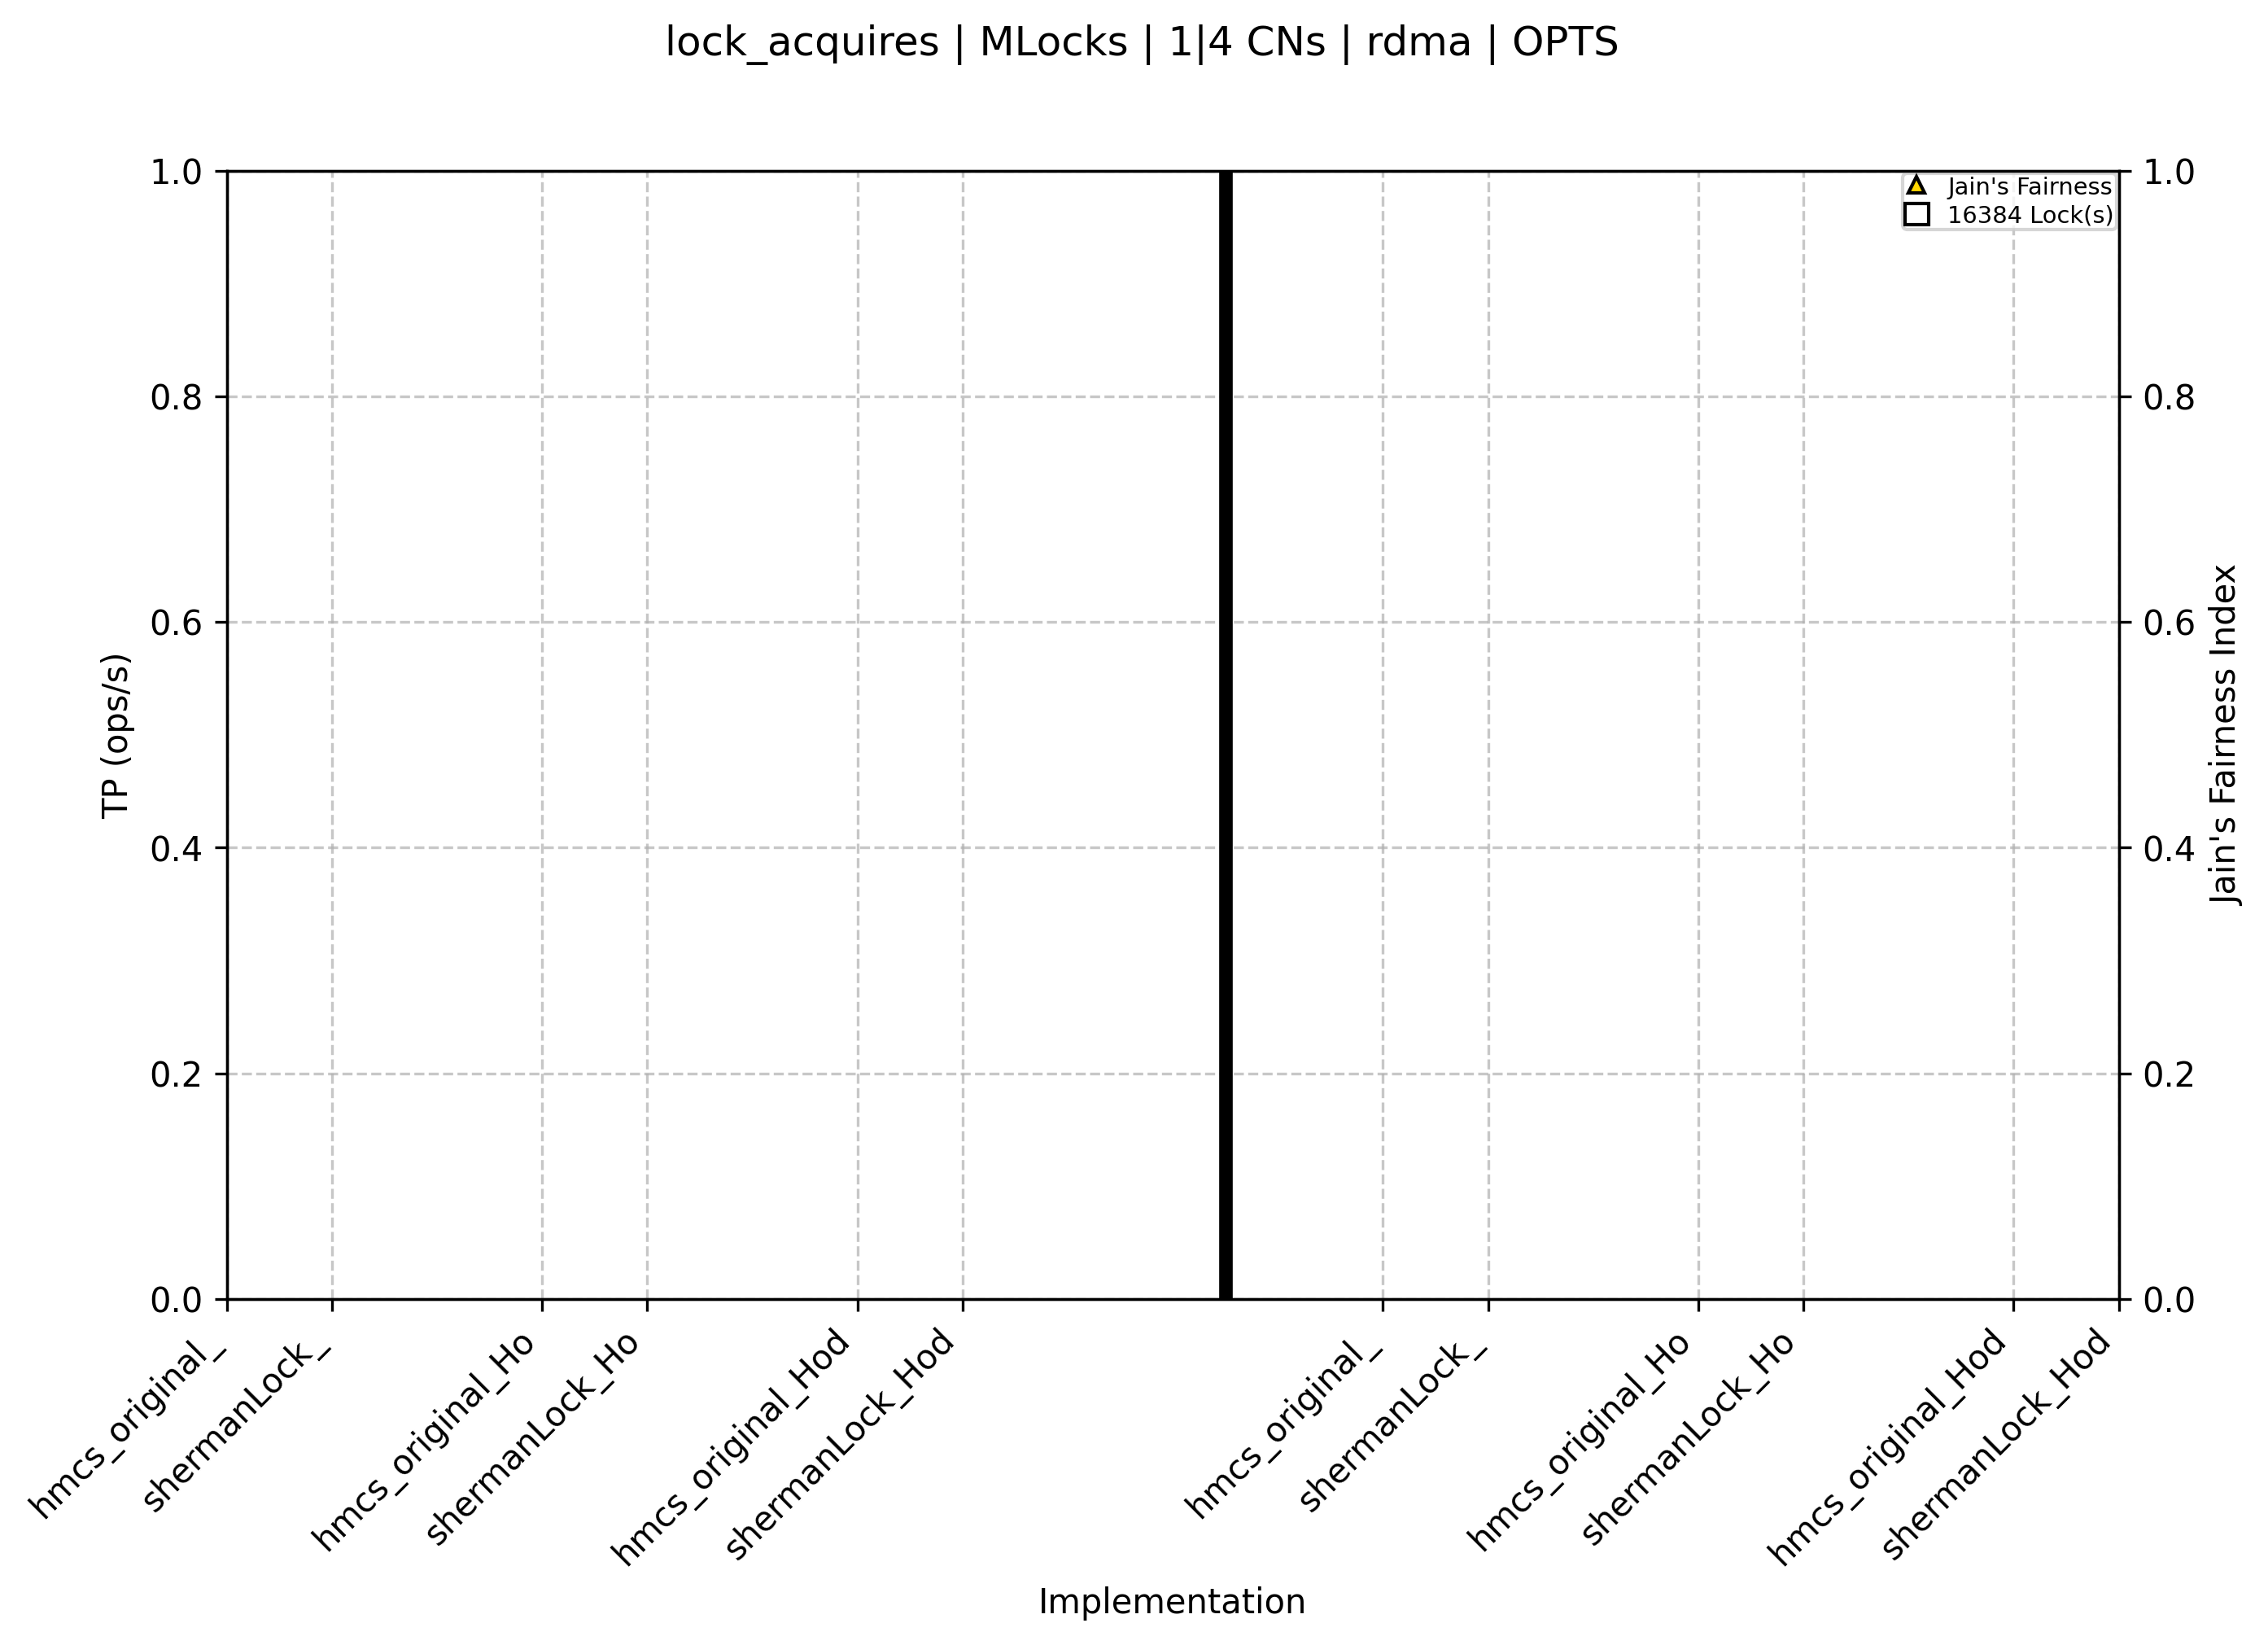 lock_acquires | MLocks | 1|4 CNs | rdma | OPTS
Jain's Fairness
16384 Lock(s)
TP (ops/s)
1.0
0.8
0.6
0.4
0.2
0.0
1.0
0.8
0.6
0.4
0.2
0.0
Jain's Fairness Index
hmcs_original_
shermanLock_
hmcs_original_Ho
shermanLock_Ho
hmcs_original_Hod
shermanLock_Hod
hmcs_original_
shermanLock_
hmcs_original_Ho
shermanLock_Ho
hmcs_original_Hod
shermanLock_Hod
Implementation